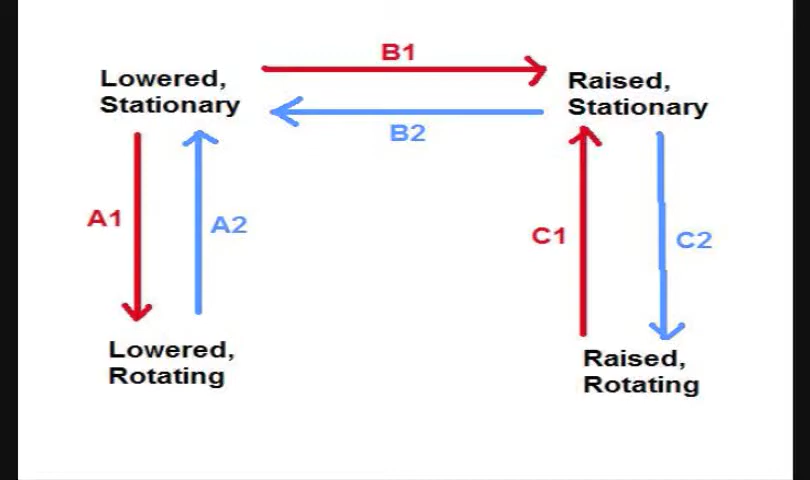 B1
Lowered,
Stationary
Raised,
Stationary
B2
A1
A2
C1
C2
Lowered,
Rotating
Raised,
Rotating